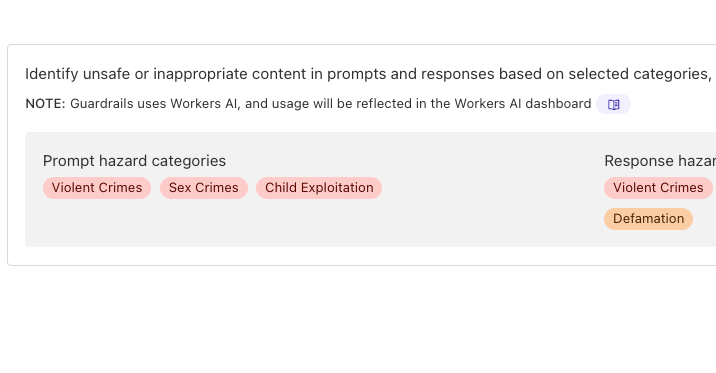 Identify unsafe or inappropriate content in prompts and responses based on selected categories,
NOTE: Guardrails uses Workers AI, and usage will be reflected in the Workers AI dashboard
Prompt hazard categories
Violent Crimes Sex Crimes Child Exploitation
Response hazar
Violent Crimes
Defamation